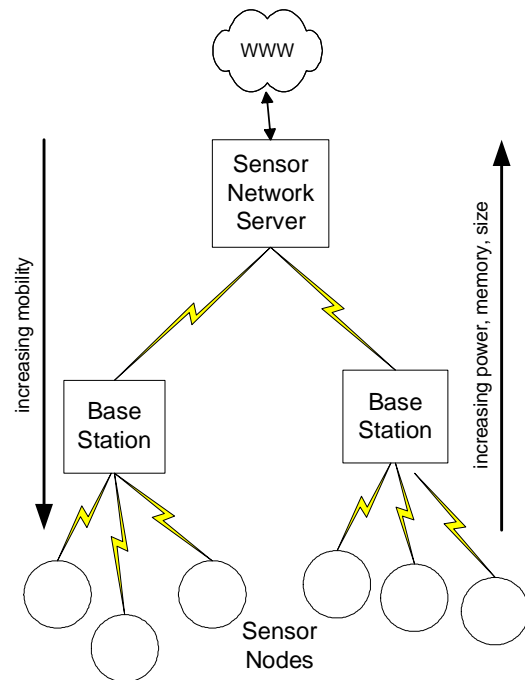 WWW
Sensor
Network
Server
increasing mobility
increasing power, memory, size
Base
Station
Base
Station
Sensor
Nodes